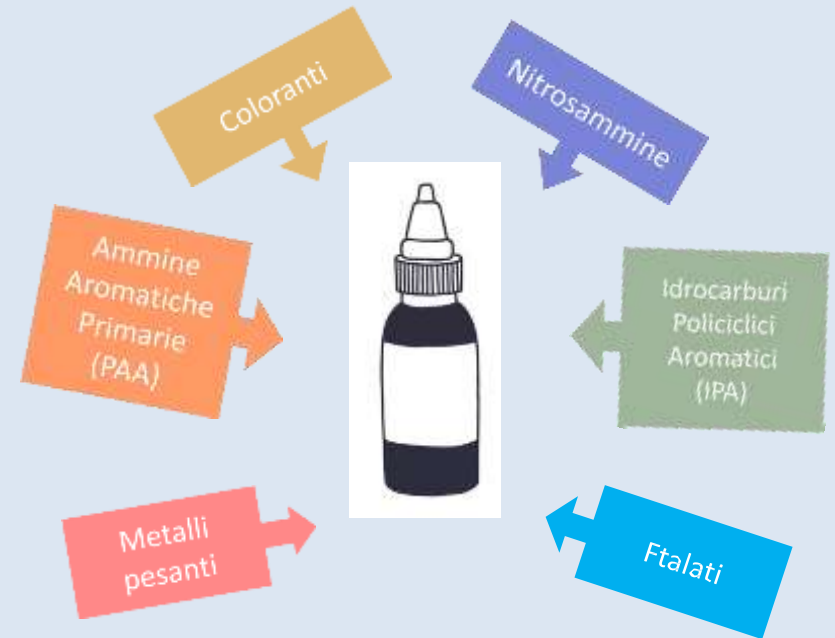 Coloranti
Nitrosammine
Ammine
Aromatiche
Primarie
(PAA)
Idrocarburi
Policiclici
Aromatici
(IPA)
Metalli
pesanti
Ftalati